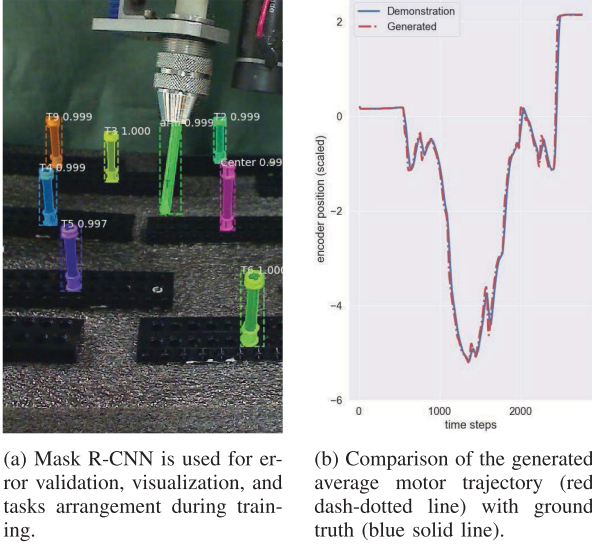 T9 0.999
T3 1.000
arm 0.999
T2 0.999
T4 0.999
Center 0.99
T5 0.997
T6 1.000
Demonstration
Generated
2
0
−2
−4
−6
encoder position (scaled)
0 1000 2000
time steps
(a) Mask R-CNN is used for er-
ror validation, visualization, and
tasks arrangement during train-
ing.
(b) Comparison of the generated
average motor trajectory (red
dash-dotted line) with ground
truth (blue solid line).